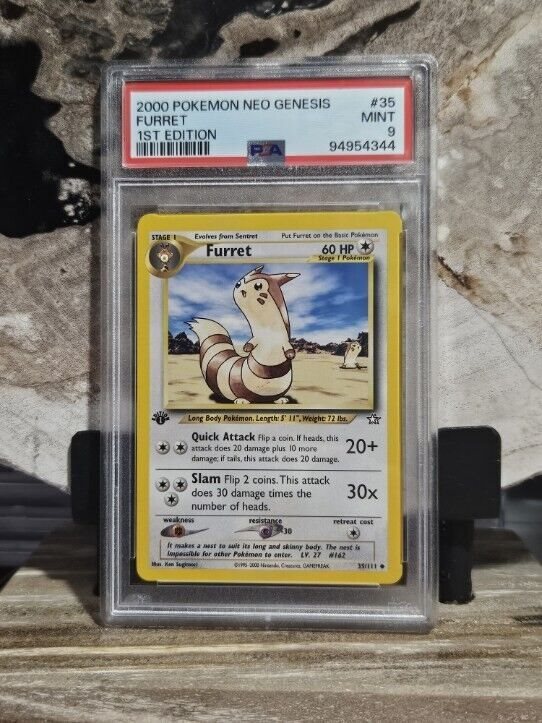 2000 POKEMON NEO GENESIS #35
FURRET MINT
1ST EDITION 9
PSA 94954344
STAGE 1 Evolves from Sentret Put Furret on the Basic Pokémon
Furret 60 HP
Stage 1 Pokémon
Long Body Pokémon. Length: 5' 11", Weight: 72 lbs.
Quick Attack Flip a coin. If heads, this
attack does 20 damage plus 10 more
damage; if tails, this attack does 20 damage.
20+
Slam Flip 2 coins. This attack
does 30 damage times the
number of heads.
30x
weakness resistance retreat cost
-30
It makes a nest to suit its long and skinny body. The nest is
impossible for other Pokémon to enter. LV. 27 #162
Illus. Ken Sugimori ©1995, 2000 Nintendo, Creatures, GAMEFREAK. 35/111